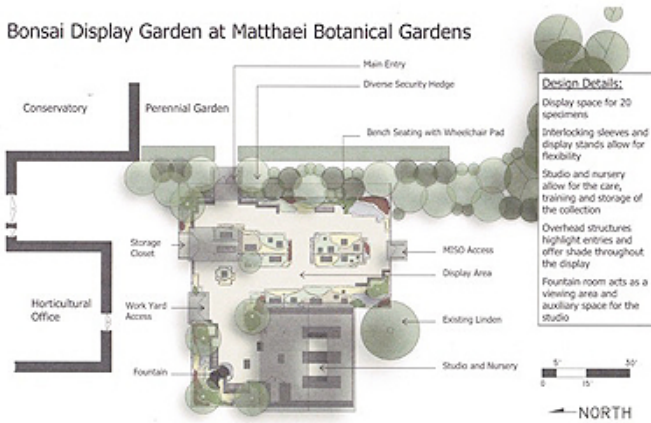 Bonsai Display Garden at Matthaei Botanical Gardens
Main Entry
Diverse Security Hedge
Conservatory
Perennial Garden
Bench Seating with Wheelchair Pad
Design Details:
Display space for 20
specimens
Interlocking sleeves and
display stands allow for
flexibility
Studio and nursery
allow for the care,
training and storage of
the collection
Overhead structures
highlight entries and
offer shade throughout
the display
Fountain room acts as a
viewing area and
auxiliary space for the
studio
Storage
Closet
MISO Access
Display Area
Horticultural
Office
Work Yard
Access
Existing Linden
Fountain
Studio and Nursery
5' 30'
0 15'
NORTH